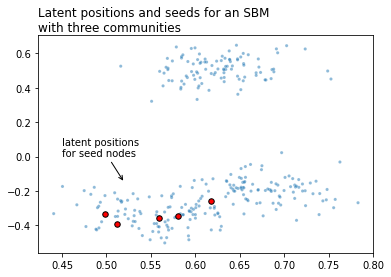 Latent positions and seeds for an SBM
with three communities
0.6
0.4
0.2
0.0
−0.2
−0.4
latent positions
for seed nodes
0.45 0.50 0.55 0.60 0.65 0.70 0.75 0.80